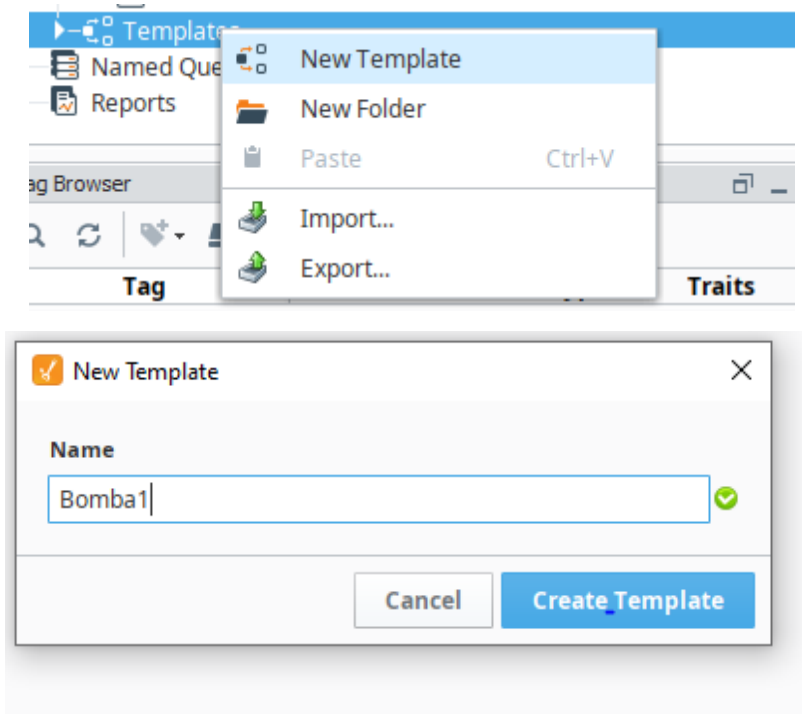 Templates
New Template
Named Que
New Folder
Reports
Paste Ctrl+V
ag Browser
Import...
Export...
Tag
Traits
New Template
Name
Bomba1
Cancel
Create Template